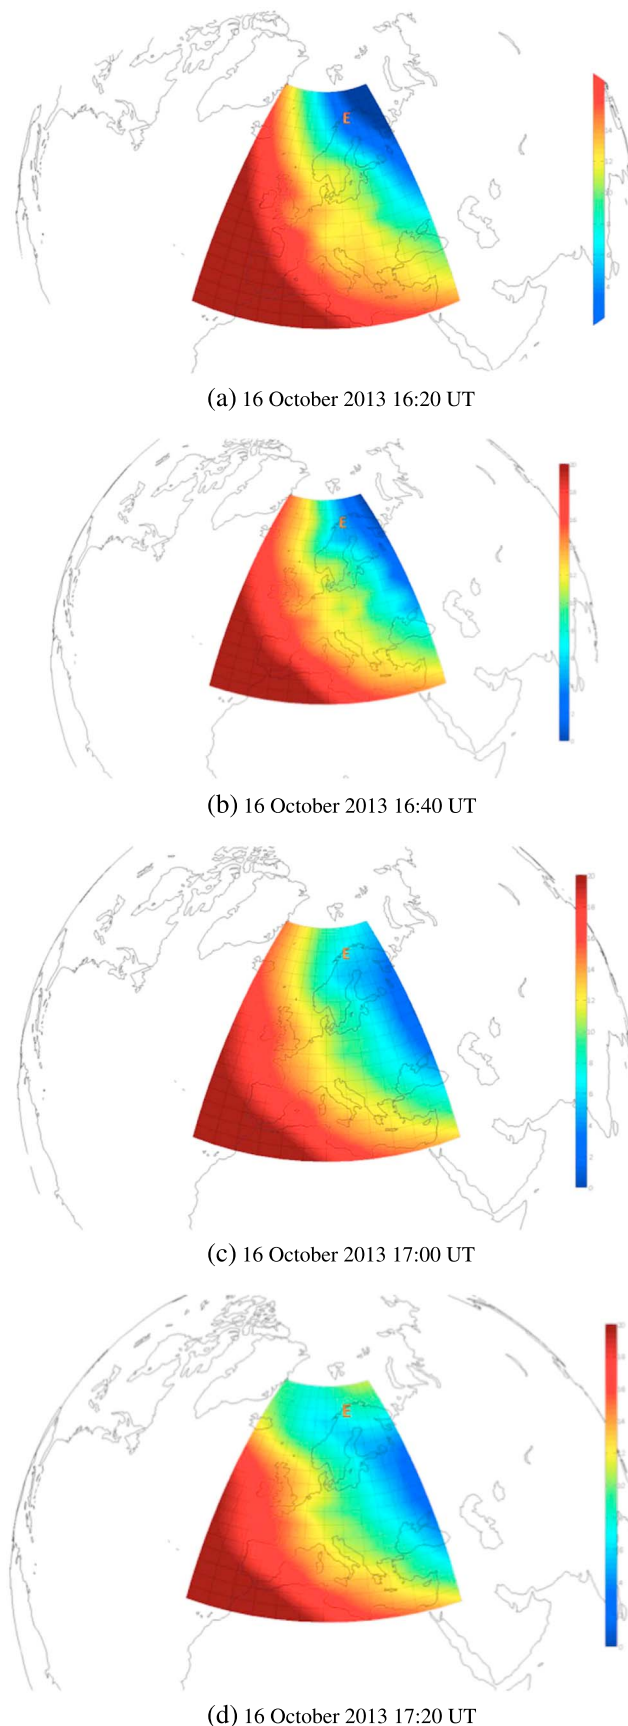 E
(a) 16 October 2013 16:20 UT
E
(b) 16 October 2013 16:40 UT
E
(c) 16 October 2013 17:00 UT
E
(d) 16 October 2013 17:20 UT